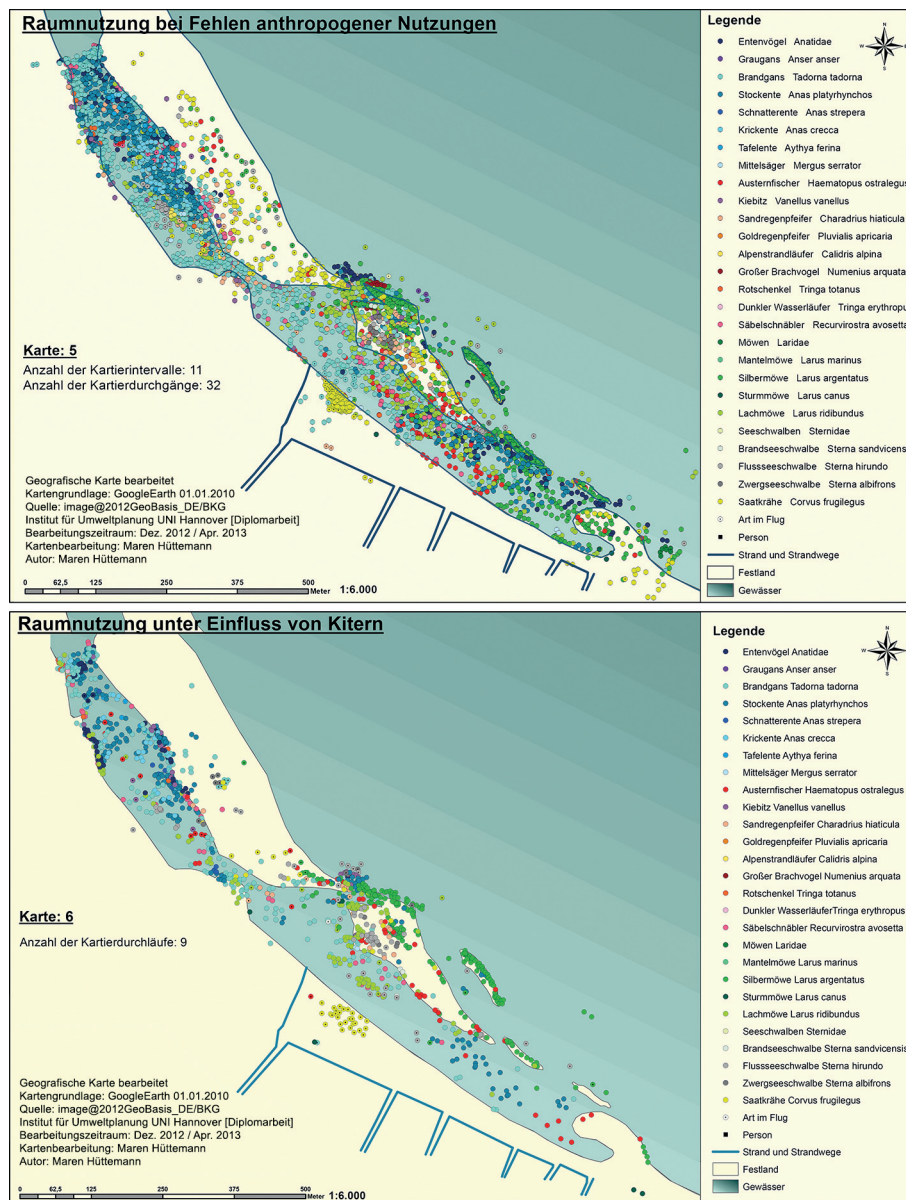 Raumnutzung bei Fehlen anthropogener Nutzungen
Karte: 5
Anzahl der Kartierintervalle: 11
Anzahl der Kartierdurchgänge: 32
Geografische Karte bearbeitet
Kartengrundlage: GoogleEarth 01.01.2010
Quelle: image@2012GeoBasis_DE/BKG
Institut für Umweltplanung UNI Hannover [Diplomarbeit]
Bearbeitungszeitraum: Dez. 2012 / Apr. 2013
Kartenbearbeitung: Maren Hüttemann
Autor: Maren Hüttemann
0 62,5 125 250 375 500
Meter 1:6.000
Legende
N
W
S
Entenvögel Anatidae
Graugans Anser anser
Brandgans Tadorna tadorna
Stockente Anas platyrhynchos
Schnatterente Anas strepera
Krickente Anas crecca
Tafelente Aythya ferina
Mittelsäger Mergus serrator
Austernfischer Haematopus ostralegus
Kiebitz Vanellus vanellus
Sandregenpfeifer Charadrius hiaticula
Goldregenpfeifer Pluvialis apricaria
Alpenstrandläufer Calidris alpina
Großer Brachvogel Numenius arquata
Rotschenkel Tringa totanus
Dunkler Wasserläufer Tringa erythropu
Säbelschnäbler Recurvirostra avosetta
Möwen Laridae
Mantelmöwe Larus marinus
Silbermöwe Larus argentatus
Sturmmöwe Larus canus
Lachmöwe Larus ridibundus
Seeschwalben Sternidae
Brandseeschwalbe Sterna sandvicens
Flussseeschwalbe Sterna hirundo
Zwergseeschwalbe Sterna albifrons
Saatkrähe Corvus frugilegus
Art im Flug
Person
Strand und Strandwege
Festland
Gewässer
Raumnutzung unter Einfluss von Kitern
Karte: 6
Anzahl der Kartierdurchläufe: 9
Geografische Karte bearbeitet
Kartengrundlage: GoogleEarth 01.01.2010
Quelle: image@2012GeoBasis_DE/BKG
Institut für Umweltplanung UNI Hannover [Diplomarbeit]
Bearbeitungszeitraum: Dez. 2012 / Apr. 2013
Kartenbearbeitung: Maren Hüttemann
Autor: Maren Hüttemann
0 62,5 125 250 375 500
Meter 1:6.000
Legende
N
W
S
Entenvögel Anatidae
Graugans Anser anser
Brandgans Tadorna tadorna
Stockente Anas platyrhynchos
Schnatterente Anas strepera
Krickente Anas crecca
Tafelente Aythya ferina
Mittelsäger Mergus serrator
Austernfischer Haematopus ostralegus
Kiebitz Vanellus vanellus
Sandregenpfeifer Charadrius hiaticula
Goldregenpfeifer Pluvialis apricaria
Alpenstrandläufer Calidris alpina
Großer Brachvogel Numenius arquata
Rotschenkel Tringa totanus
Dunkler WasserläuferTringa erythropus
Säbelschnäbler Recurvirostra avosetta
Möwen Laridae
Mantelmöwe Larus marinus
Silbermöwe Larus argentatus
Sturmmöwe Larus canus
Lachmöwe Larus ridibundus
Seeschwalben Sternidae
Brandseeschwalbe Sterna sandvicensis
Flussseeschwalbe Sterna hirundo
Zwergseeschwalbe Sterna albifrons
Saatkrähe Corvus frugilegus
Art im Flug
Person
Strand und Strandwege
Festland
Gewässer